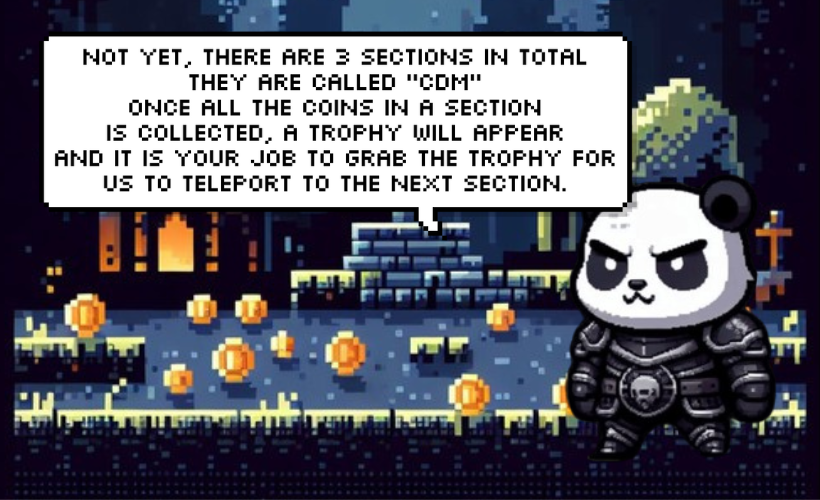 NOT YET, THERE ARE 3 SECTIONS IN TOTAL
THEY ARE CALLED "CDM"
ONCE ALL THE COINS IN A SECTION
IS COLLECTED, A TROPHY WILL APPEAR
AND IT IS YOUR JOB TO GRAB THE TROPHY FOR
US TO TELEPORT TO THE NEXT SECTION.